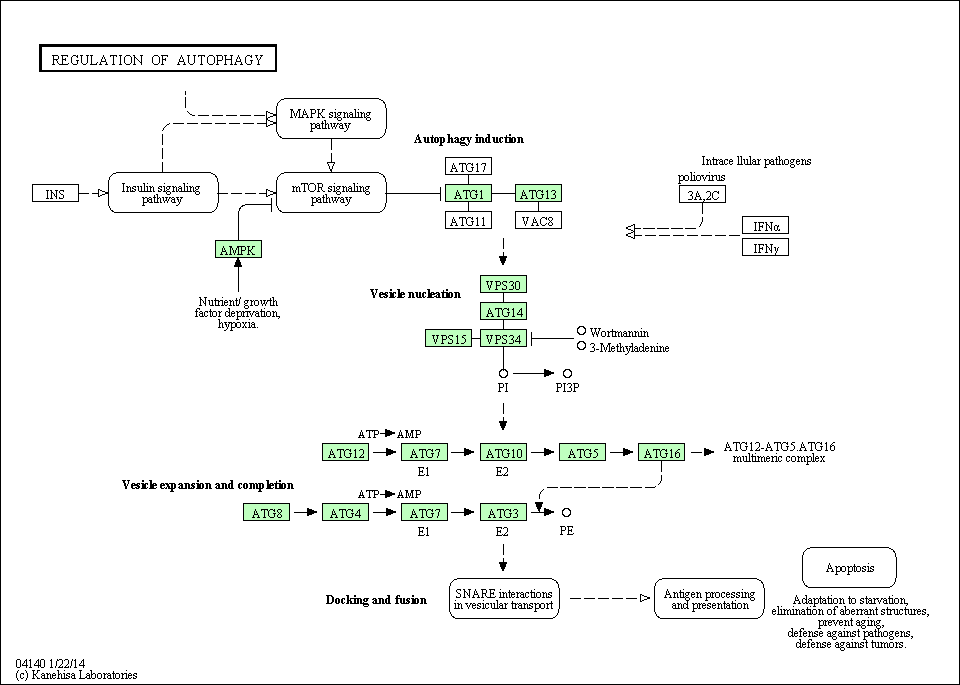 REGULATION OF AUTOPHAGY
MAPK signaling
pathway
Autophagy induction
ATG17
Intrace llular pathogens
poliovirus
INS
Insulin signaling
pathway
mTOR signaling
pathway
ATG1
ATG13
3A,2C
ATG11
VAC8
IFNα
IFNγ
AMPK
Nutrient/ growth
factor deprivation,
hypoxia.
Vesicle nucleation
VPS30
ATG14
VPS15
VPS34
Wortmannin
3-Methyladenine
PI
PI3P
ATP
AMP
ATG12
ATG7
ATG10
ATG5
ATG16
ATG12-ATG5.ATG16
multimeric complex
E1
E2
Vesicle expansion and completion
ATP
AMP
ATG8
ATG4
ATG7
ATG3
E1
E2
PE
Docking and fusion
SNARE interactions
in vesicular transport
Antigen processing
and presentation
Apoptosis
Adaptation to starvation,
elimination of aberrant structures,
prevent aging,
defense against pathogens,
defense against tumors.
04140 1/22/14
(c) Kanehisa Laboratories